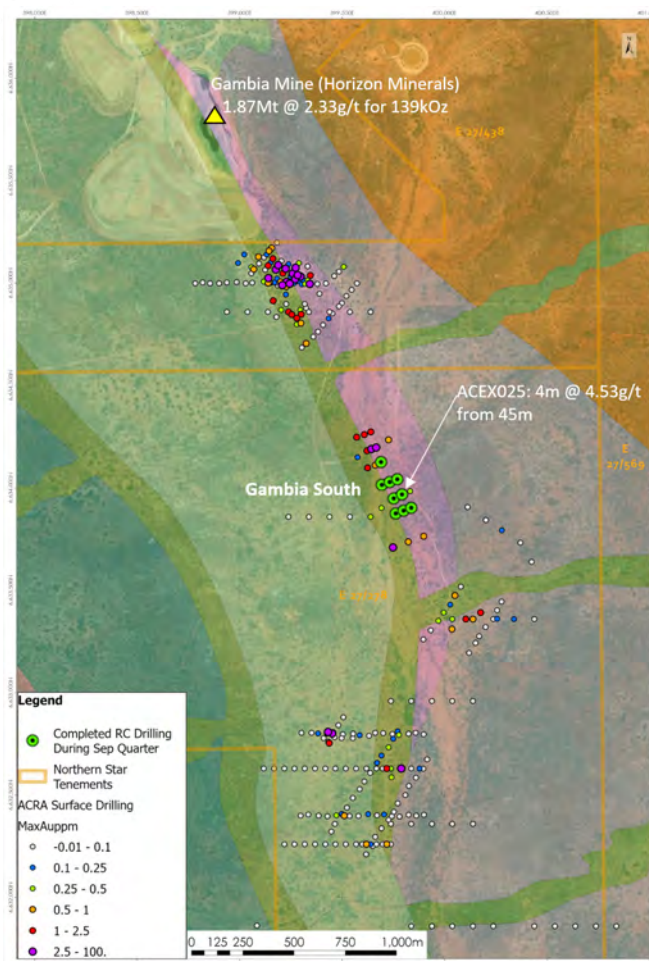 N
Gambia Mine (Horizon Minerals)
1.87Mt @ 2.33g/t for 139kOz
E 27/438
ACEX025: 4m @ 4.53g/t
from 45m
E
27/569
Gambia South
Legend
Completed RC Drilling
During Sep Quarter
Northern Star
Tenements
ACRA Surface Drilling
MaxAuppm
-0.01 - 0.1
0.1 - 0.25
0.25 - 0.5
0.5 - 1
1 - 2.5
2.5 - 100.
0 125 250 500 750 1,000m